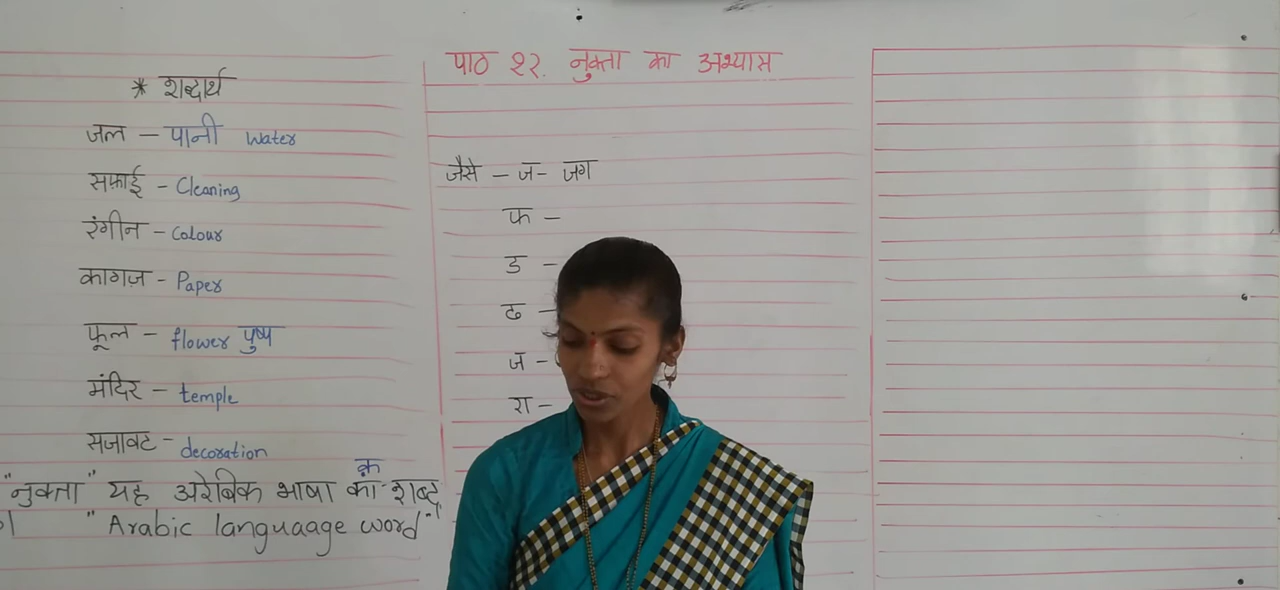 * शब्दार्थ
जल – पानी Water
सफ़ाई – Cleaning
रंगीन – Colour
कागज़ – Paper
फूल – flower पुष्प
मंदिर – temple
सजावट – decoration
"नुक्ता" यह अरेबिक भाषा का शब्द
"Arabic languaage word"
पाठ १२. नुक्ता का अभ्यास
जैसे – ज – जग
फ –
ड –
ढ –
ज –
रा –